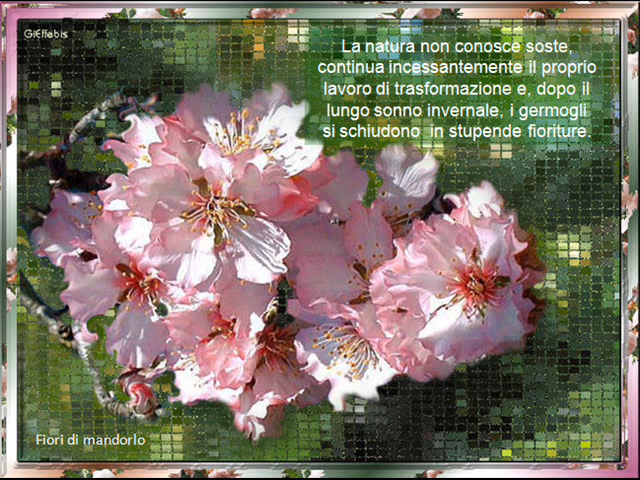 GiEffebis
La natura non conosce soste,
continua incessantemente il proprio
lavoro di trasformazione e, dopo il
lungo sonno invernale, i germogli
si schiudono in stupende fioriture.
Fiori di mandorlo